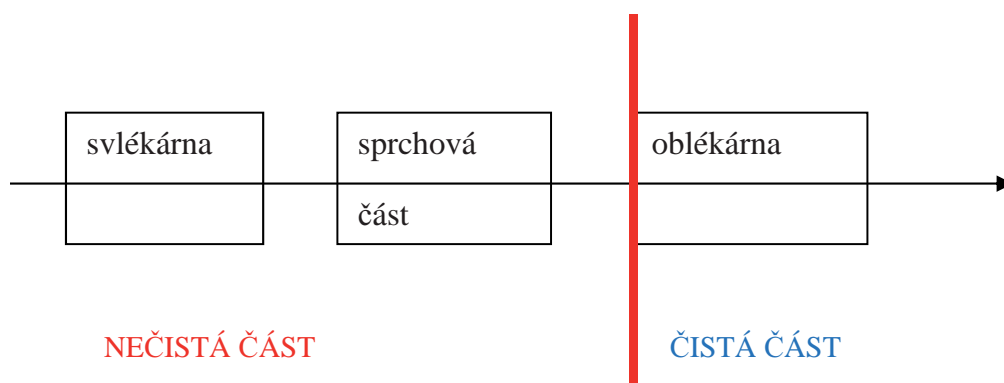 svlékárna
sprchová
část
oblékárna
NEČISTÁ ČÁST
ČISTÁ ČÁST